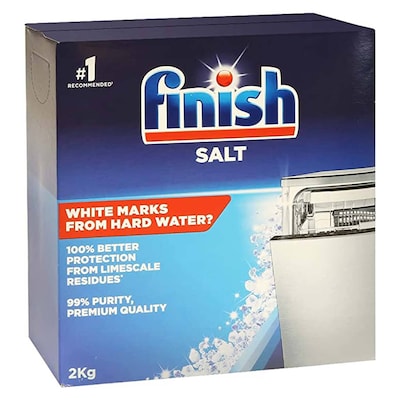 #1
RECOMMENDED†
finish
SALT
WHITE MARKS
FROM HARD WATER?
100% BETTER
PROTECTION
FROM LIMESCALE
RESIDUES*
99% PURITY,
PREMIUM QUALITY
2Kg